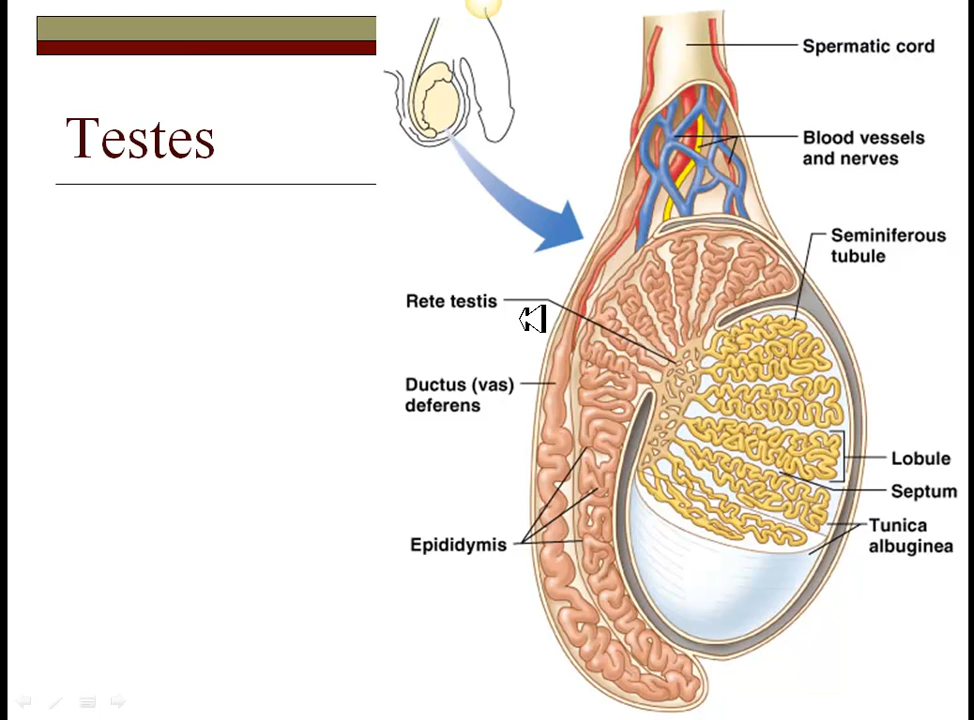 Testes
Spermatic cord
Blood vessels
and nerves
Seminiferous
tubule
Rete testis
Ductus (vas)
deferens
Lobule
Septum
Tunica
albuginea
Epididymis